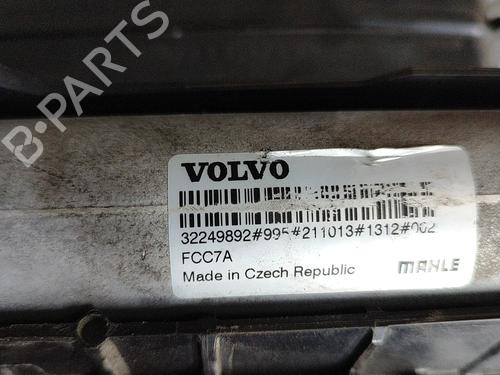 B-PARTS
VOLVO
32249892#995#211013#1312#002
FCC7A
Made in Czech Republic
MAHLE